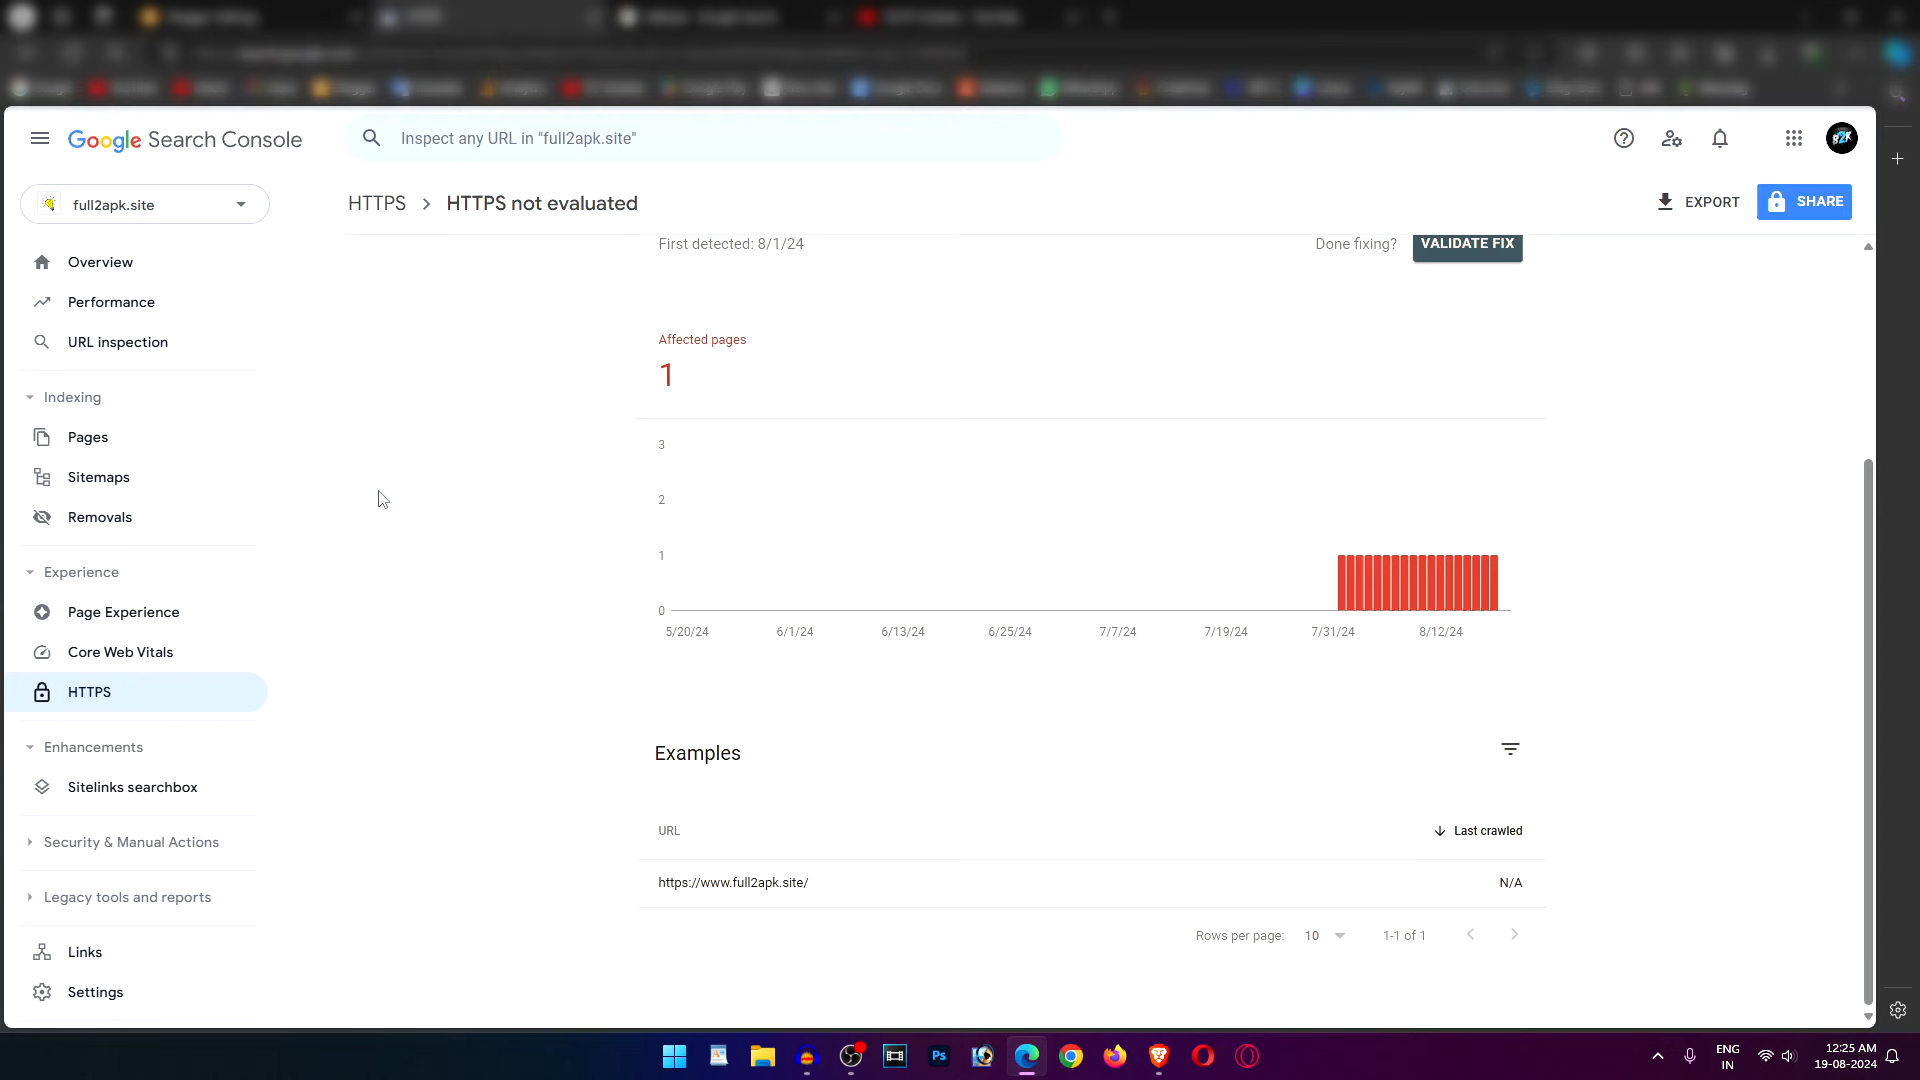 Google Search Console
Inspect any URL in "full2apk.site"
full2apk.site
HTTPS > HTTPS not evaluated
EXPORT
SHARE
First detected: 8/1/24
Done fixing?
VALIDATE FIX
Overview
Performance
URL inspection
Indexing
Pages
Sitemaps
Removals
Experience
Page Experience
Core Web Vitals
HTTPS
Enhancements
Sitelinks searchbox
Security & Manual Actions
Legacy tools and reports
Links
Settings
Affected pages
1
3
2
1
0
5/20/24 6/1/24 6/13/24 6/25/24 7/7/24 7/19/24 7/31/24 8/12/24
Examples
URL Last crawled
https://www.full2apk.site/ N/A
Rows per page: 10 1-1 of 1
Ps
ENG
IN
12:25 AM
19-08-2024